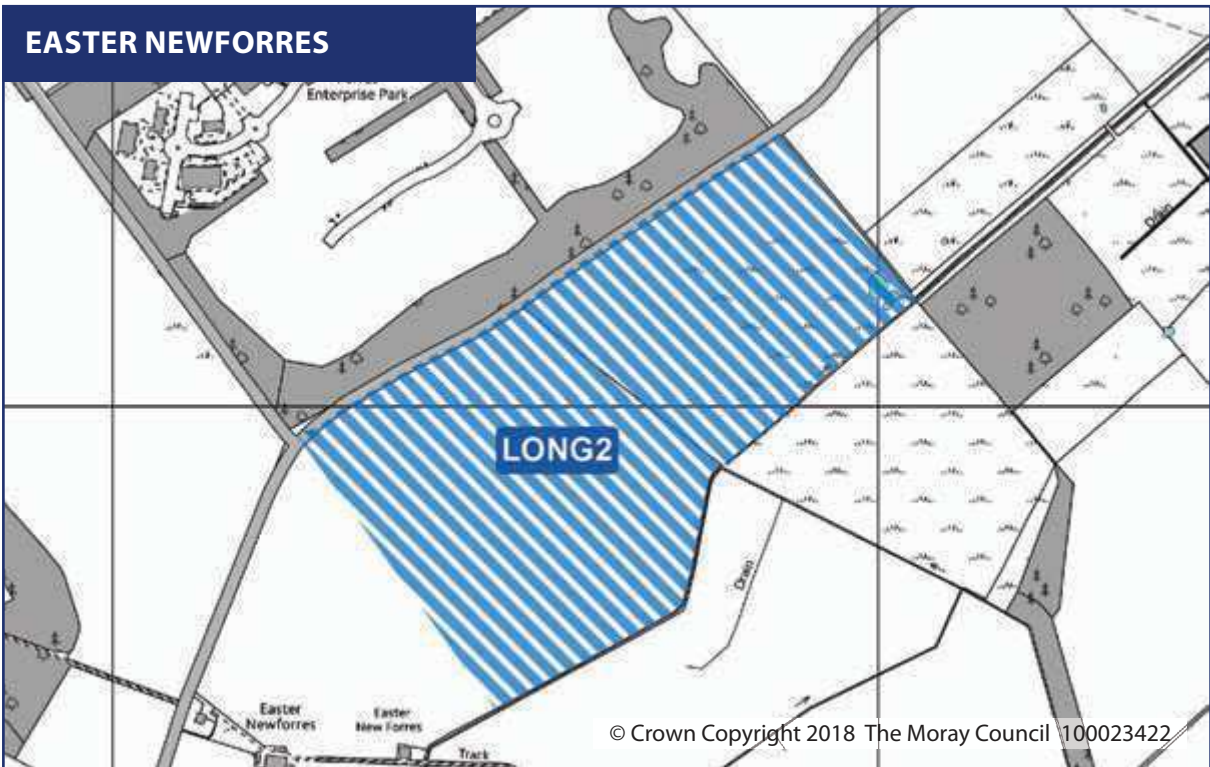 EASTER NEWFORRES
Enterprise Park
Drain
LONG2
Drain
Easter
Newforres
Easter
New Forres
Track
© Crown Copyright 2018 The Moray Council 100023422